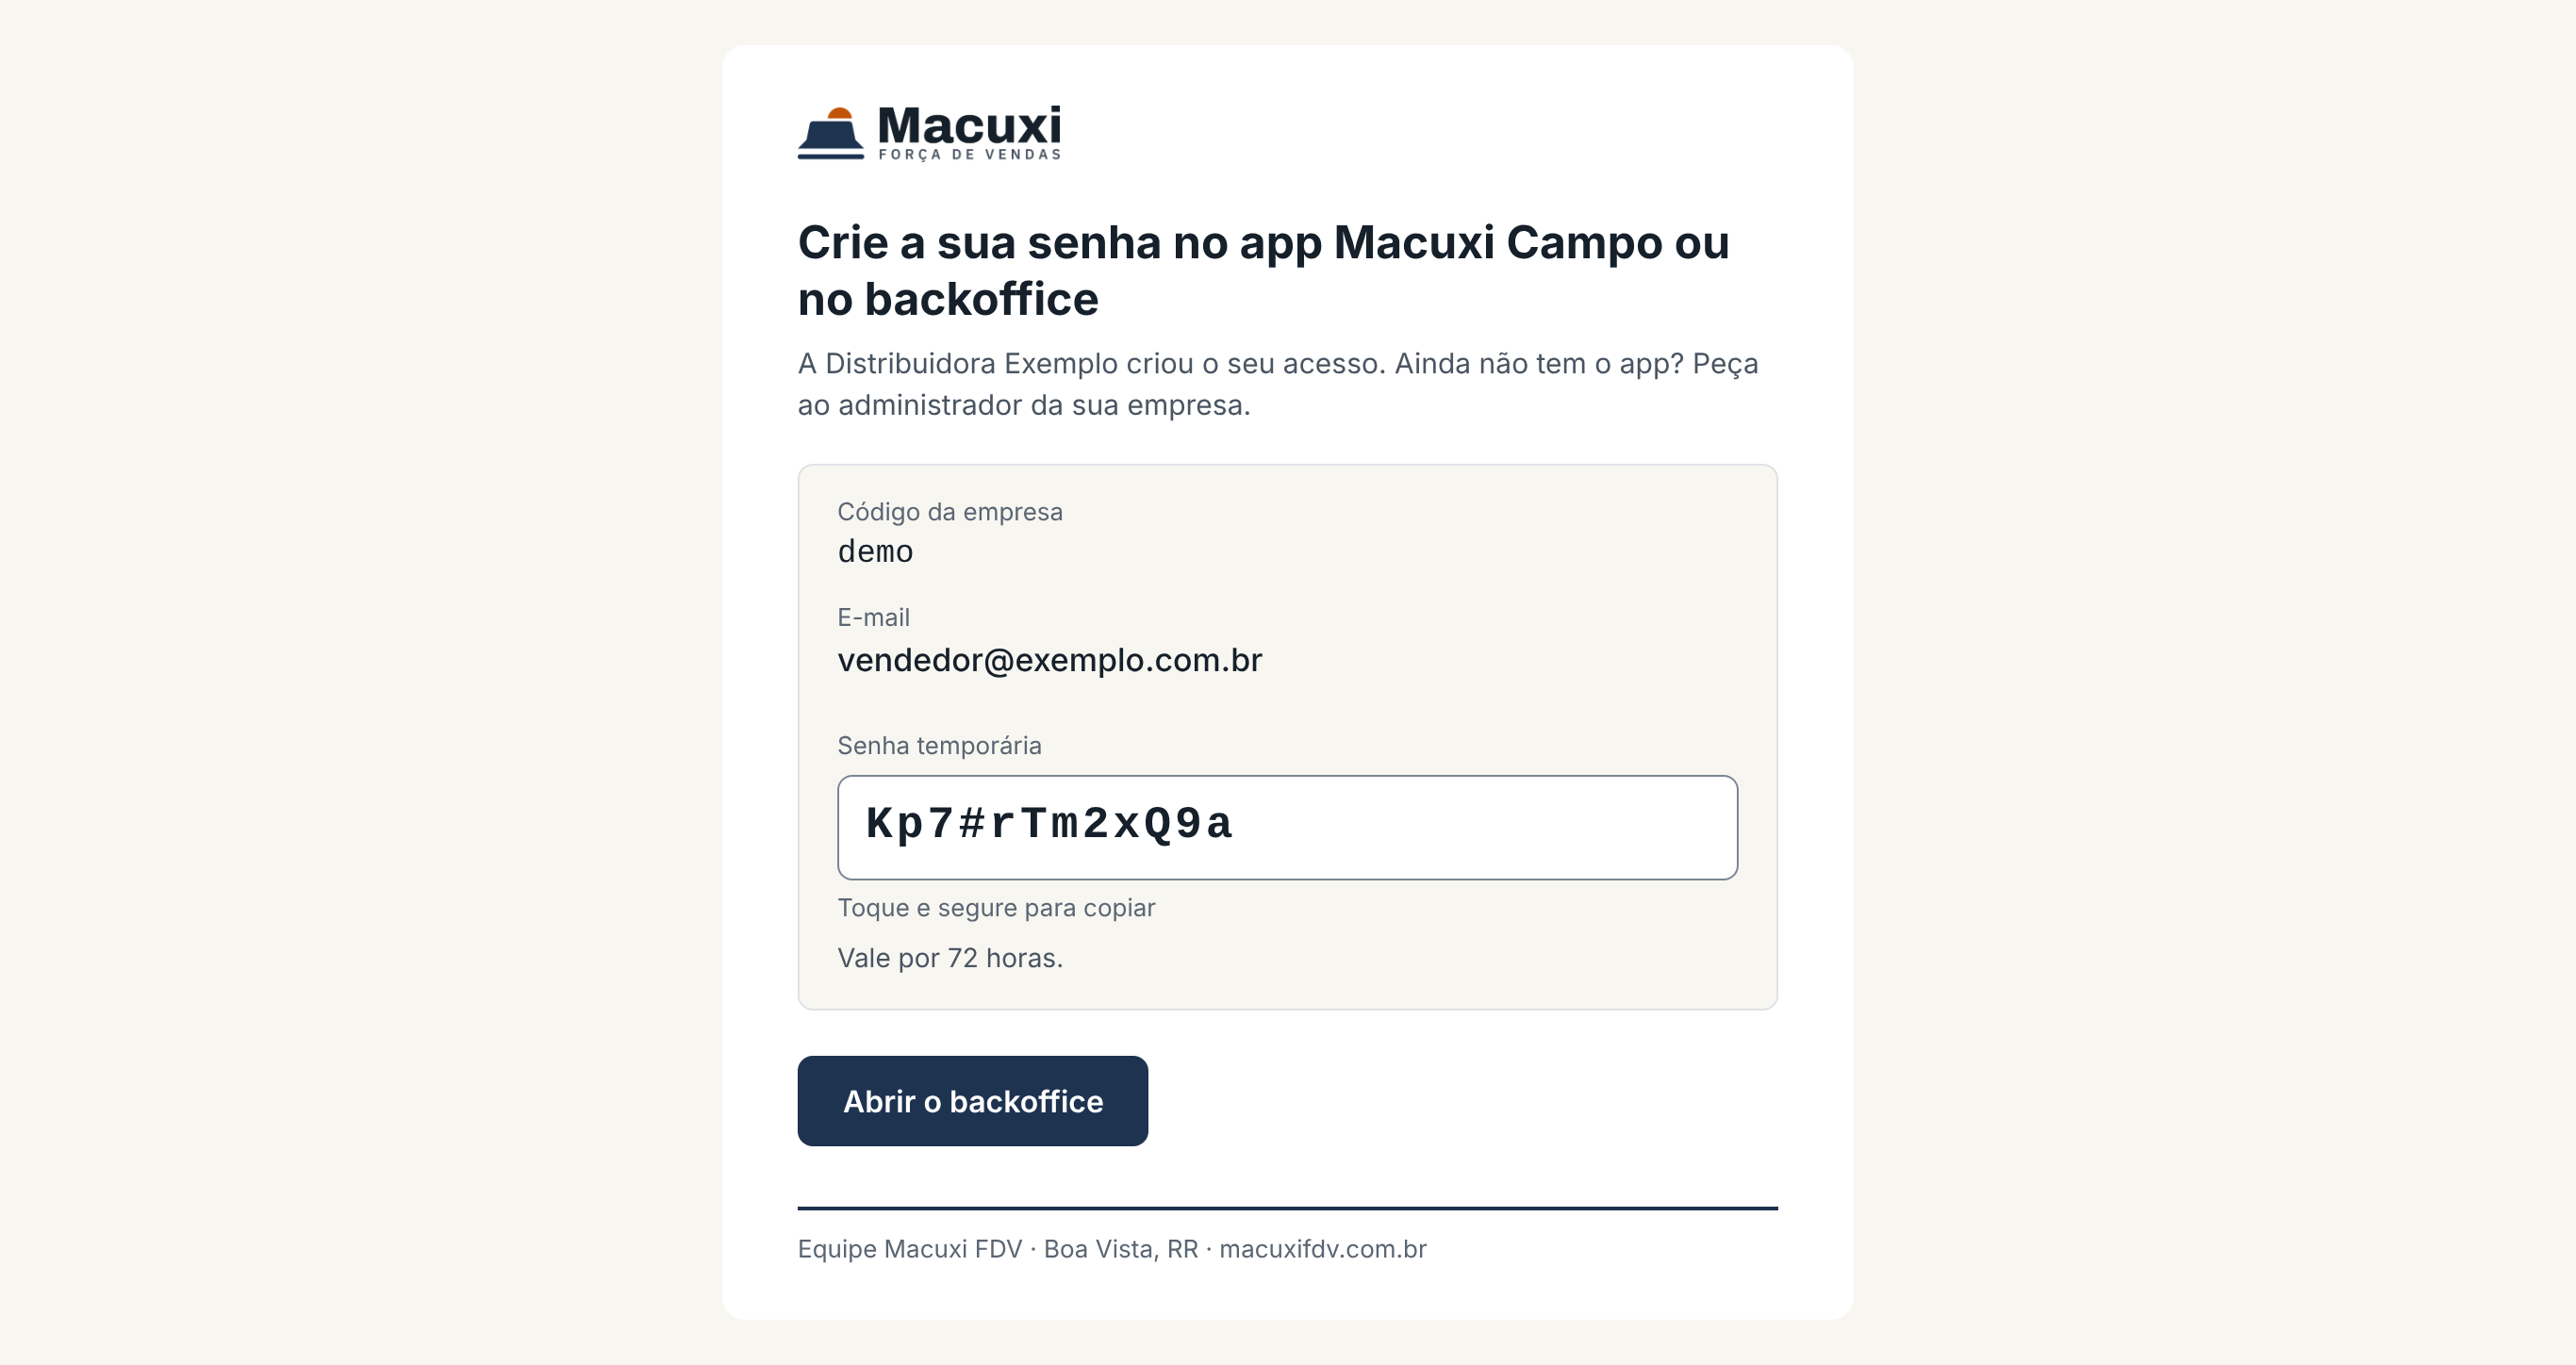 Macuxi
FORÇA DE VENDAS
Crie a sua senha no app Macuxi Campo ou
no backoffice
A Distribuidora Exemplo criou o seu acesso. Ainda não tem o app? Peça
ao administrador da sua empresa.
Código da empresa
demo
E-mail
vendedor@exemplo.com.br
Senha temporária
Kp7#rTm2xQ9a
Toque e segure para copiar
Vale por 72 horas.
Abrir o backoffice
Equipe Macuxi FDV · Boa Vista, RR · macuxifdv.com.br